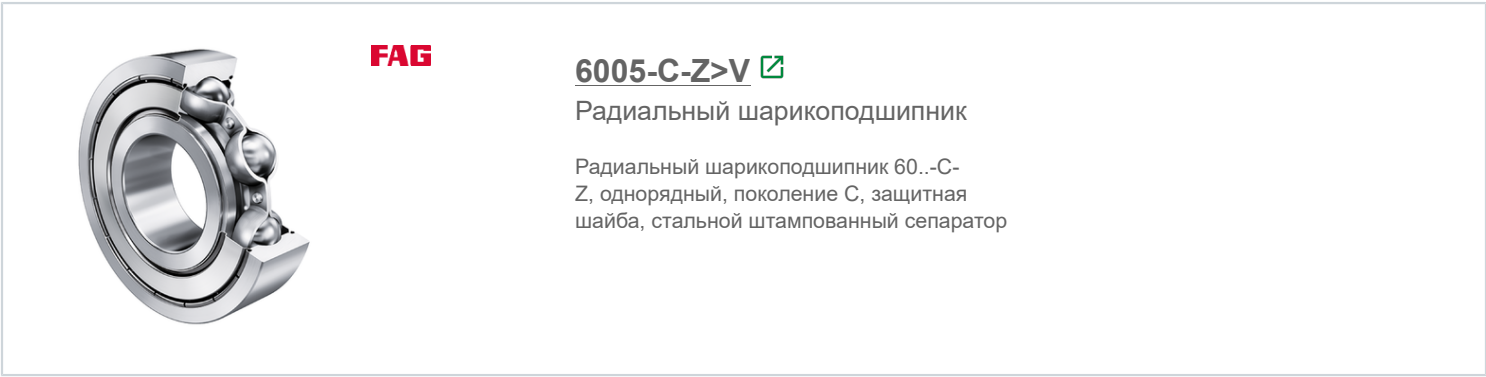 FAG
6005-C-Z>V
Радиальный шарикоподшипник
Радиальный шарикоподшипник 60..-C-
Z, однорядный, поколение C, защитная
шайба, стальной штампованный сепаратор